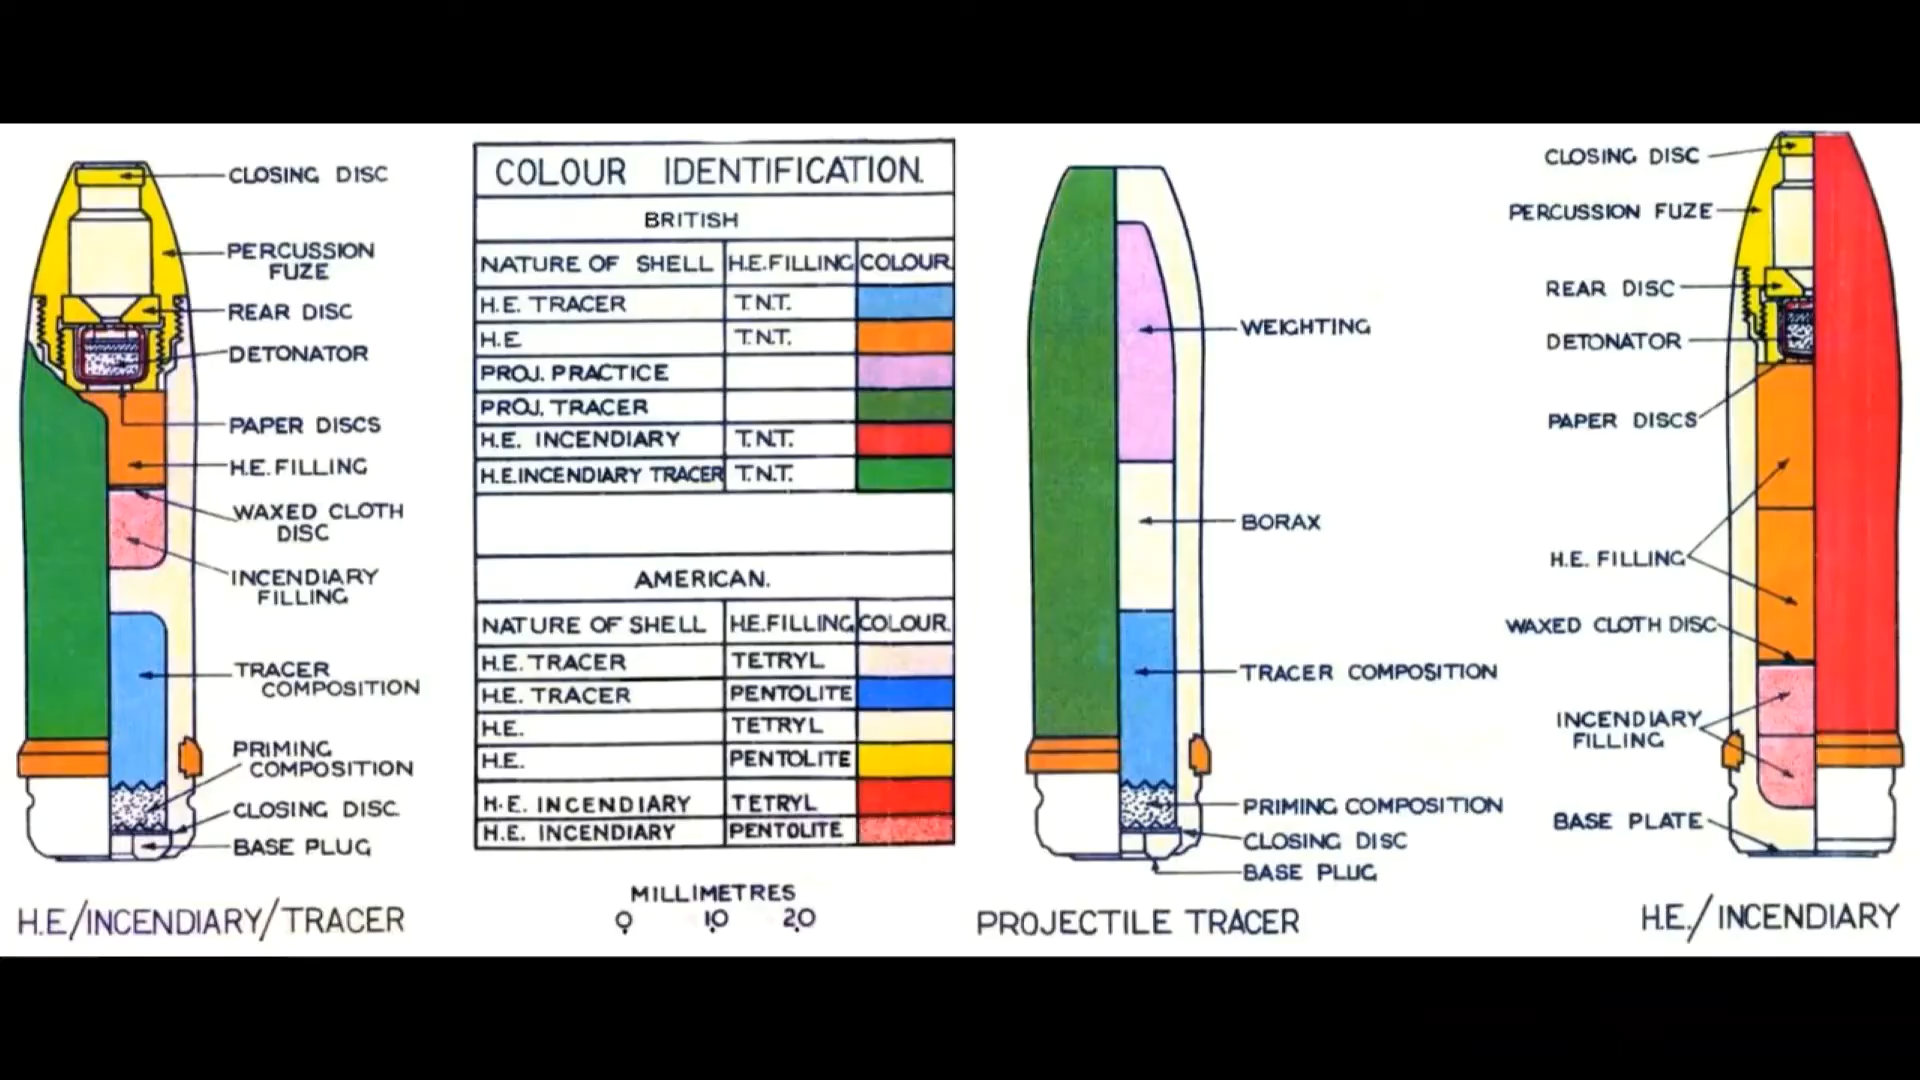 CLOSING DISC
PERCUSSION
FUZE
REAR DISC
DETONATOR
PAPER DISCS
H.E. FILLING
WAXED CLOTH
DISC
INCENDIARY
FILLING
TRACER
COMPOSITION
PRIMING
COMPOSITION
CLOSING DISC.
BASE PLUG
H.E/INCENDIARY/TRACER
COLOUR IDENTIFICATION.
BRITISH
NATURE OF SHELL H.E.FILLING COLOUR.
H.E. TRACER T.N.T.
H.E T.N.T.
PROJ. PRACTICE
PROJ. TRACER
H.E. INCENDIARY T.N.T.
H.E.INCENDIARY TRACER T.N.T.
AMERICAN.
NATURE OF SHELL H.E.FILLING COLOUR.
H.E. TRACER TETRYL
H.E. TRACER PENTOLITE
H.E. TETRYL
H.E. PENTOLITE
H.E. INCENDIARY TETRYL
H.E. INCENDIARY PENTOLITE
MILLIMETRES
0 10 20
WEIGHTING
BORAX
TRACER COMPOSITION
PRIMING COMPOSITION
CLOSING DISC
BASE PLUG
PROJECTILE TRACER
CLOSING DISC
PERCUSSION FUZE
REAR DISC
DETONATOR
PAPER DISCS
H.E. FILLING
WAXED CLOTH DISC
INCENDIARY
FILLING
BASE PLATE
H.E./INCENDIARY